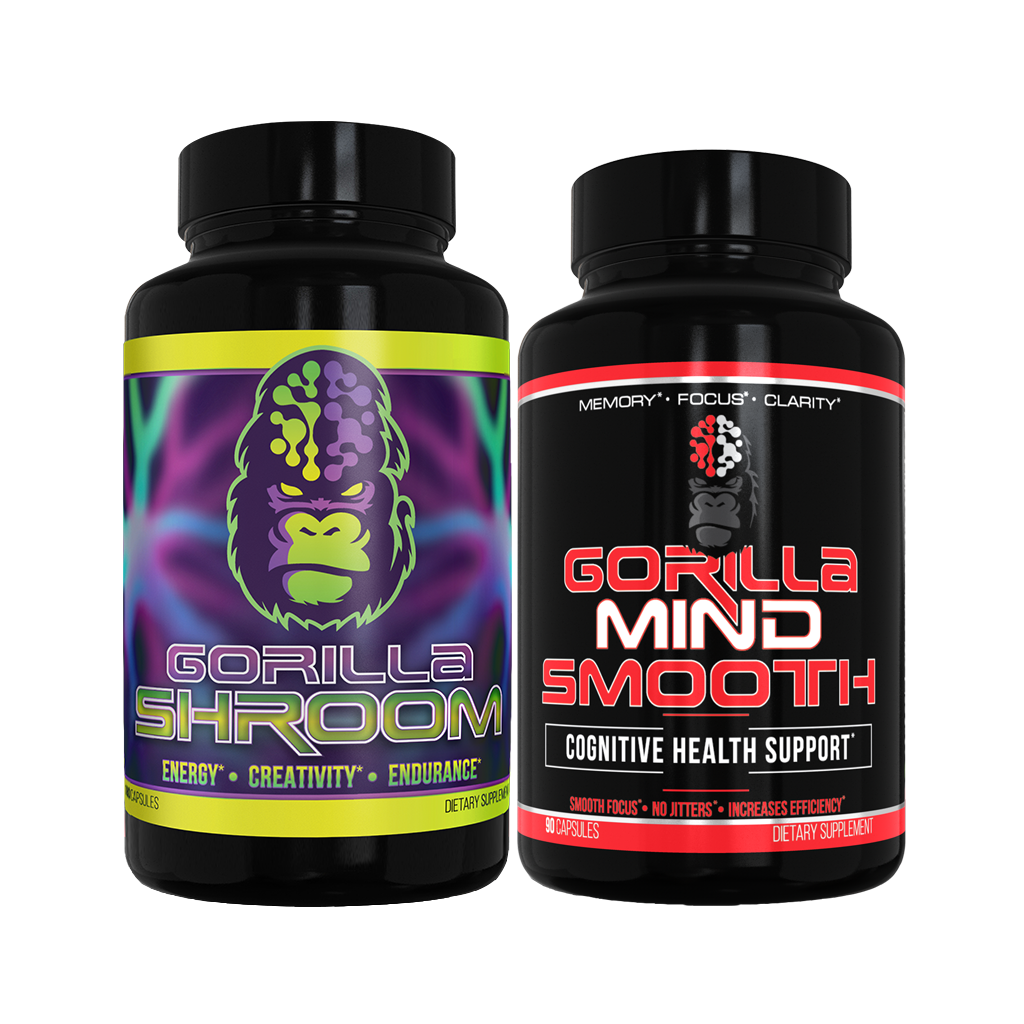 GORILLA
SHROOM
ENERGY* • CREATIVITY* • ENDURANCE*
CAPSULES
DIETARY SUPPLEMENT
MEMORY* • FOCUS* • CLARITY*
GORILLA
MIND
SMOOTH
COGNITIVE HEALTH SUPPORT*
SMOOTH FOCUS* • NO JITTERS* • INCREASES EFFICIENCY*
90 CAPSULES
DIETARY SUPPLEMENT